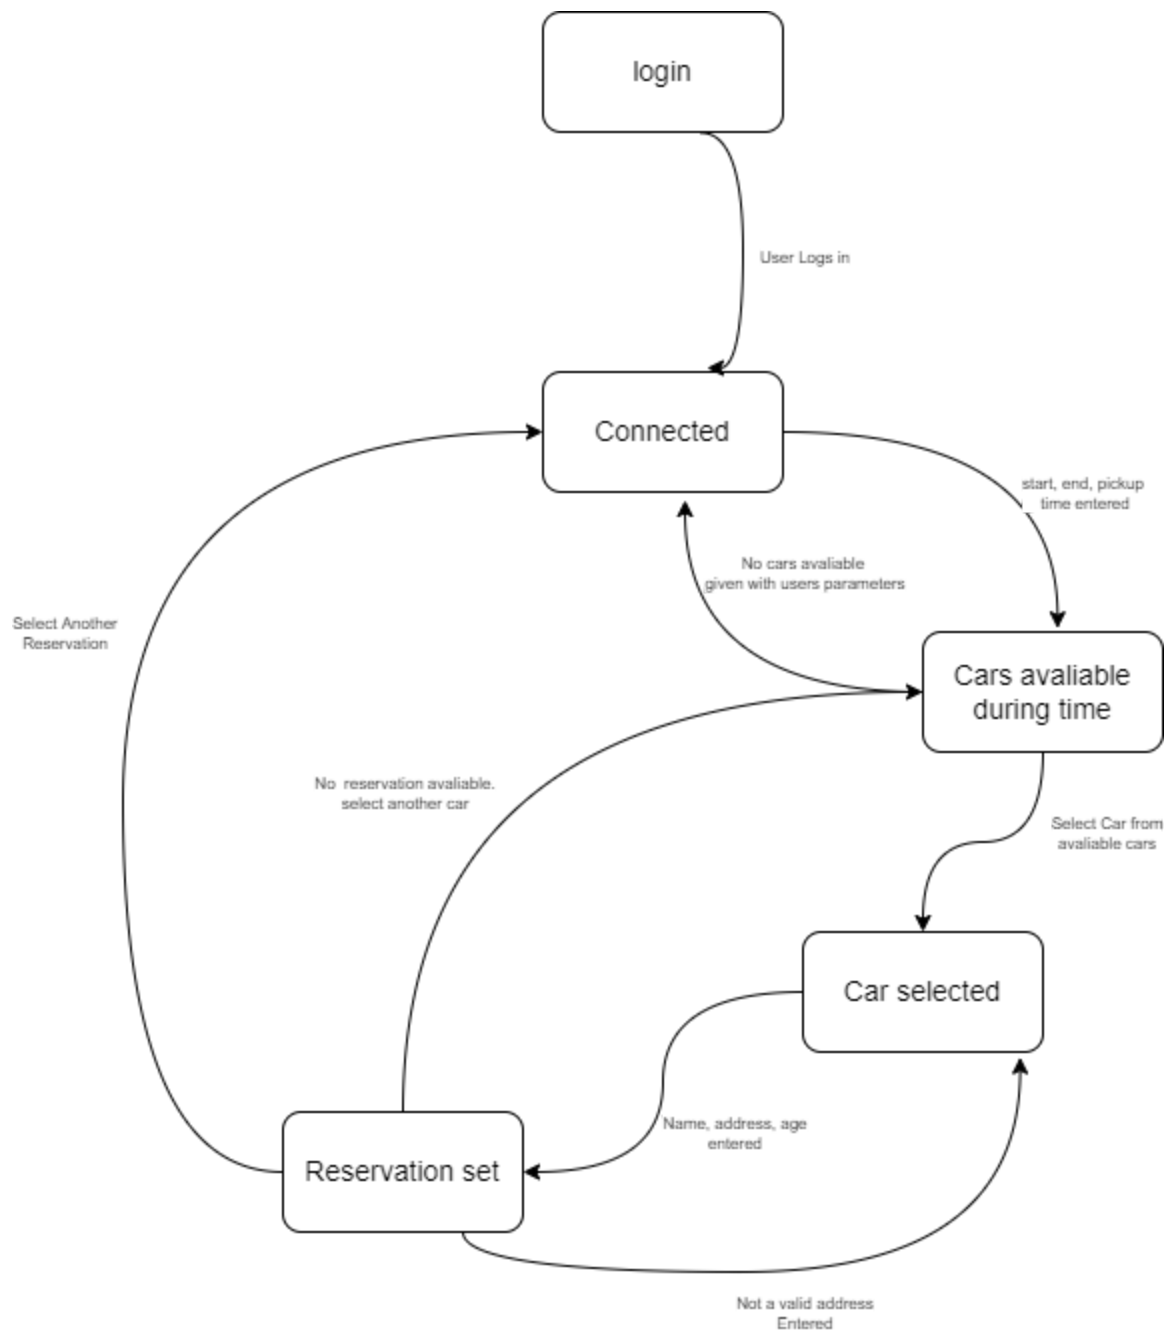 login
User Logs in
Connected
start, end, pickup
time entered
No cars avaliable
given with users parameters
Select Another
Reservation
Cars avaliable
during time
No reservation avaliable.
select another car
Select Car from
avaliable cars
Car selected
Name, address, age
entered
Reservation set
Not a valid address
Entered